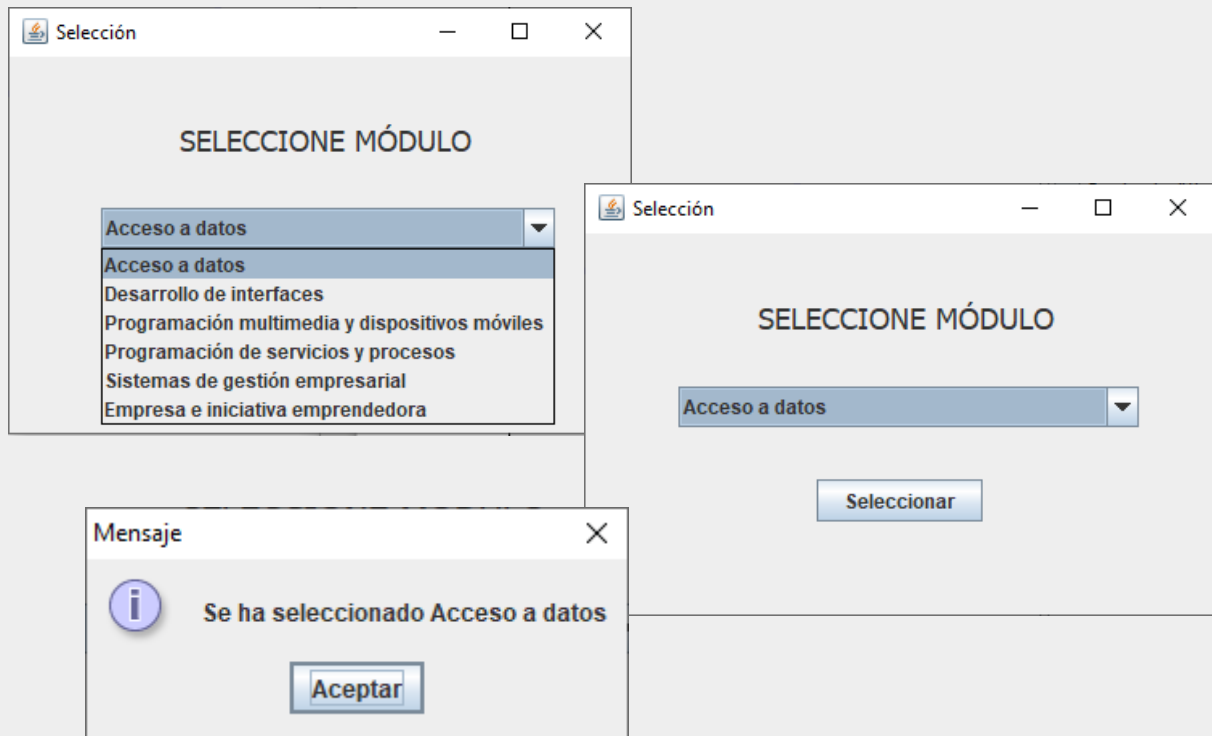 Selección
SELECCIONE MÓDULO
Acceso a datos
Acceso a datos
Desarrollo de interfaces
Programación multimedia y dispositivos móviles
Programación de servicios y procesos
Sistemas de gestión empresarial
Empresa e iniciativa emprendedora
Selección
SELECCIONE MÓDULO
Acceso a datos
Seleccionar
Mensaje
Se ha seleccionado Acceso a datos
Aceptar